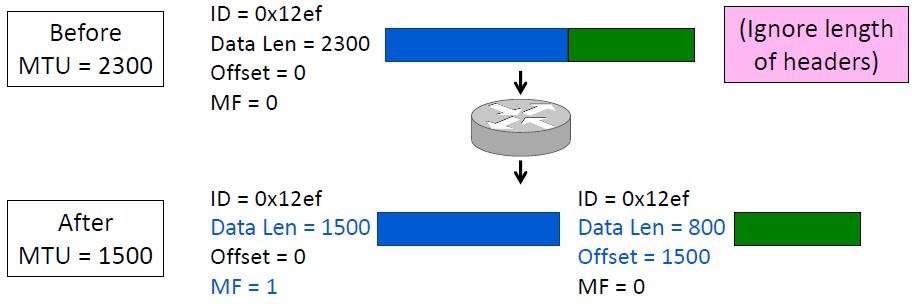 Before
MTU = 2300
ID = 0x12ef
Data Len = 2300
Offset = 0
MF = 0
(Ignore length
of headers)
After
MTU = 1500
ID = 0x12ef
Data Len = 1500
Offset = 0
MF = 1
ID = 0x12ef
Data Len = 800
Offset = 1500
MF = 0